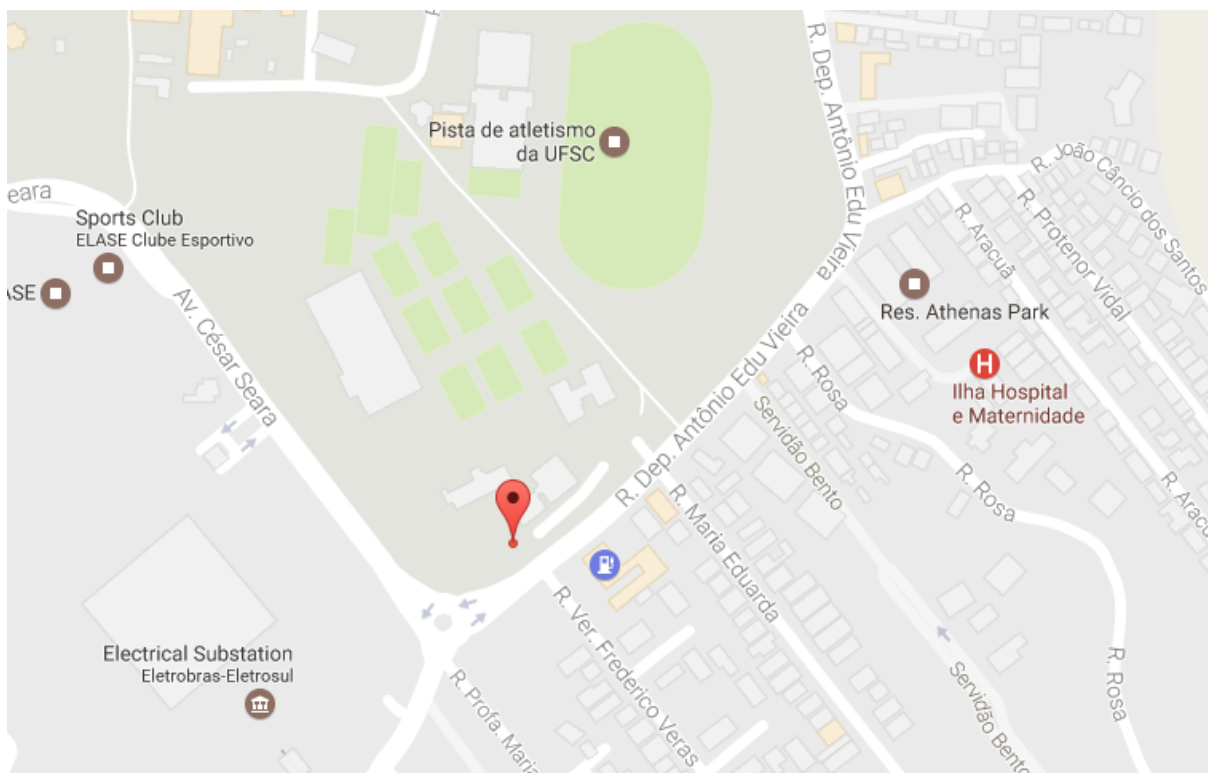 R. Dep. Antônio Edu Vieira
Pista de atletismo
da UFSC
R. João Câncio dos Santos
eara
Sports Club
ELASE Clube Esportivo
ASE
R. Aracuã
R. Protenor Vidal
Av. César Seara
Res. Athenas Park
R. Dep. Antônio Edu Vieira
R. Rosa
H
Ilha Hospital
e Maternidade
Servidão Bento
R. Rosa
R. Aracu
R. Maria Eduarda
R. Ver. Frederico Veras
Electrical Substation
Eletrobras-Eletrosul
R. Profa. Maria
Servidão Bento
R. Rosa